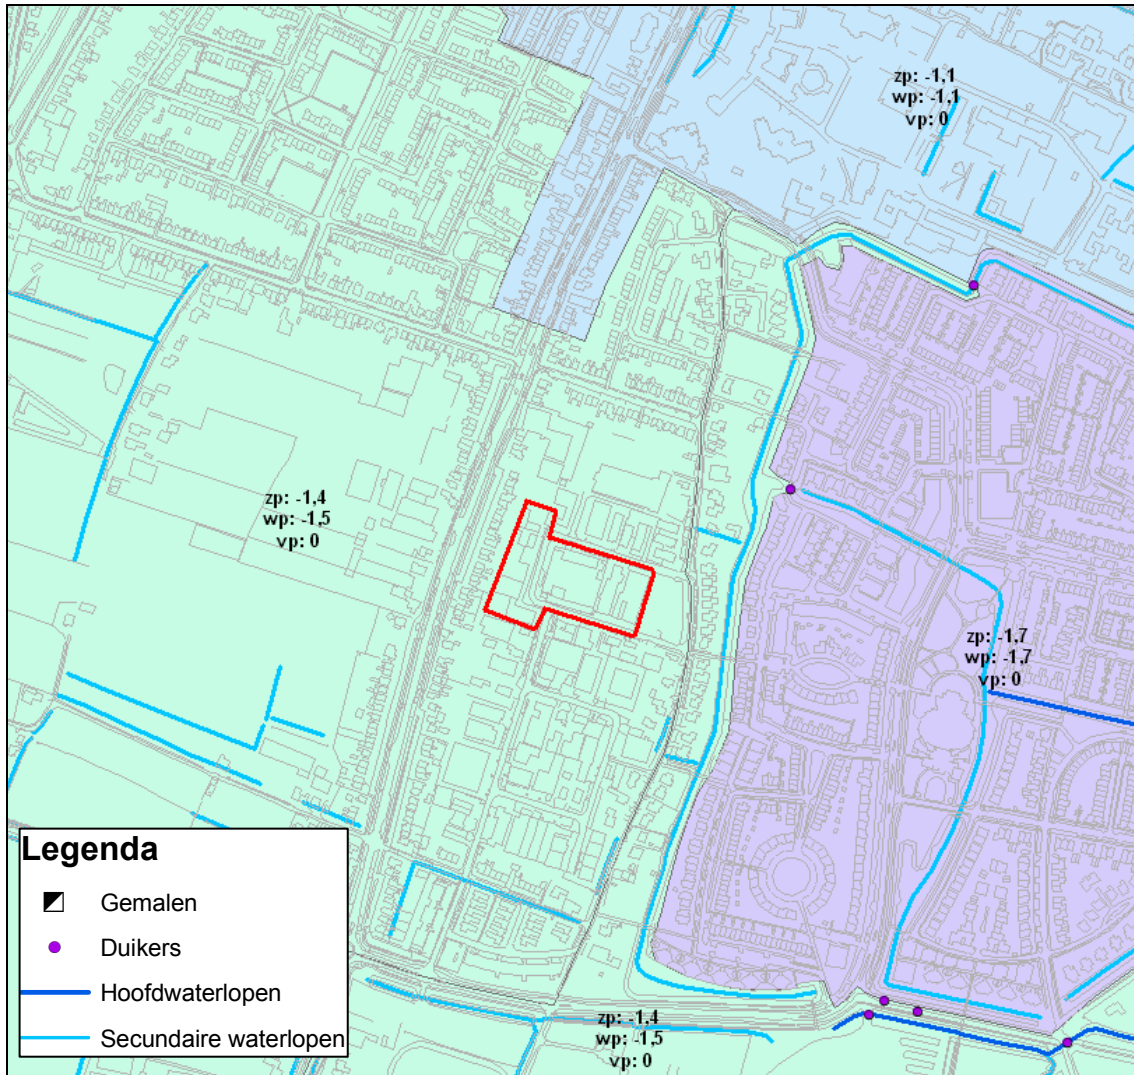 zp: -1,1
wp: -1,1
vp: 0
zp: -1,4
wp: -1,5
vp: 0
zp: -1,7
wp: -1,7
vp: 0
Legenda
Gemalen
Duikers
Hoofdwaterlopen
Secundaire waterlopen
zp: -1,4
wp: -1,5
vp: 0